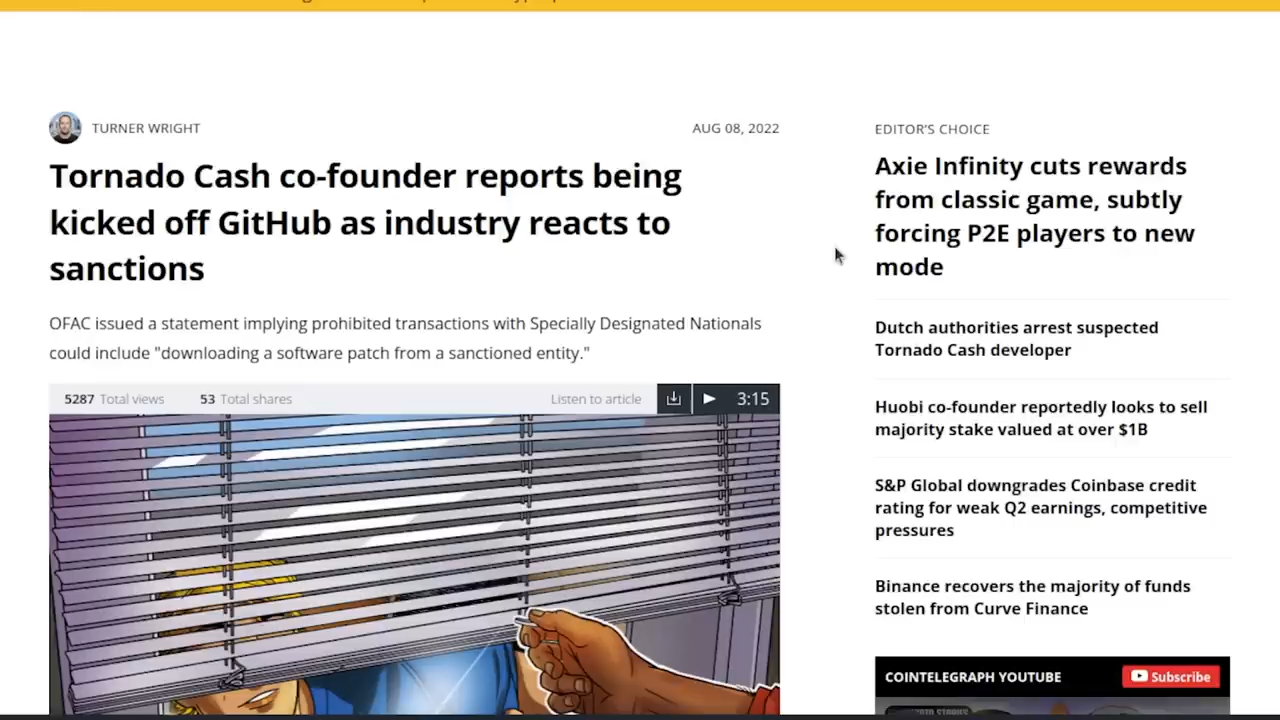 TURNER WRIGHT
AUG 08, 2022
Tornado Cash co-founder reports being
kicked off GitHub as industry reacts to
sanctions
OFAC issued a statement implying prohibited transactions with Specially Designated Nationals
could include "downloading a software patch from a sanctioned entity."
5287 Total views
53 Total shares
Listen to article
3:15
EDITOR'S CHOICE
Axie Infinity cuts rewards
from classic game, subtly
forcing P2E players to new
mode
Dutch authorities arrest suspected
Tornado Cash developer
Huobi co-founder reportedly looks to sell
majority stake valued at over $1B
S&P Global downgrades Coinbase credit
rating for weak Q2 earnings, competitive
pressures
Binance recovers the majority of funds
stolen from Curve Finance
COINTELEGRAPH YOUTUBE
Subscribe